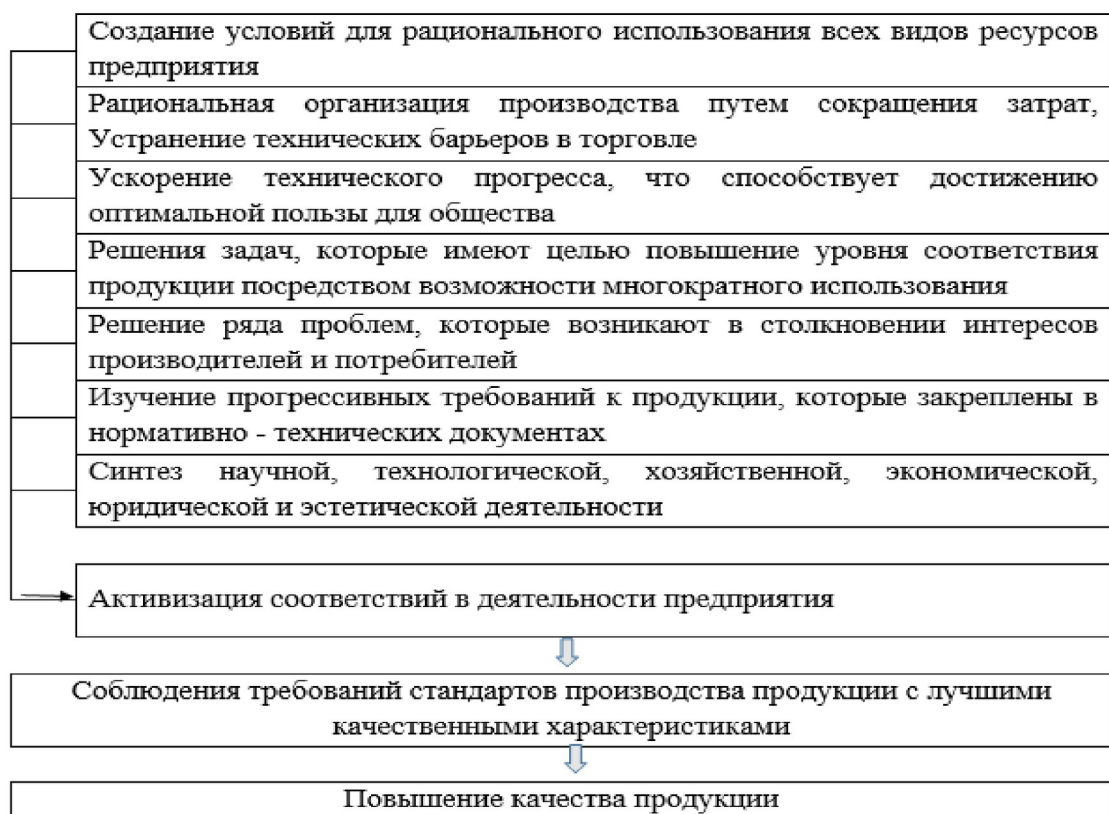 Создание условий для рационального использования всех видов ресурсов
предприятия
Рациональная организация производства путем сокращения затрат,
Устранение технических барьеров в торговле
Ускорение технического прогресса, что способствует достижению
оптимальной пользы для общества
Решения задач, которые имеют целью повышение уровня соответствия
продукции посредством возможности многократного использования
Решение ряда проблем, которые возникают в столкновении интересов
производителей и потребителей
Изучение прогрессивных требований к продукции, которые закреплены в
нормативно - технических документах
Синтез научной, технологической, хозяйственной, экономической,
юридической и эстетической деятельности
Активизация соответствий в деятельности предприятия
Соблюдения требований стандартов производства продукции с лучшими
качественными характеристиками
Повышение качества продукции